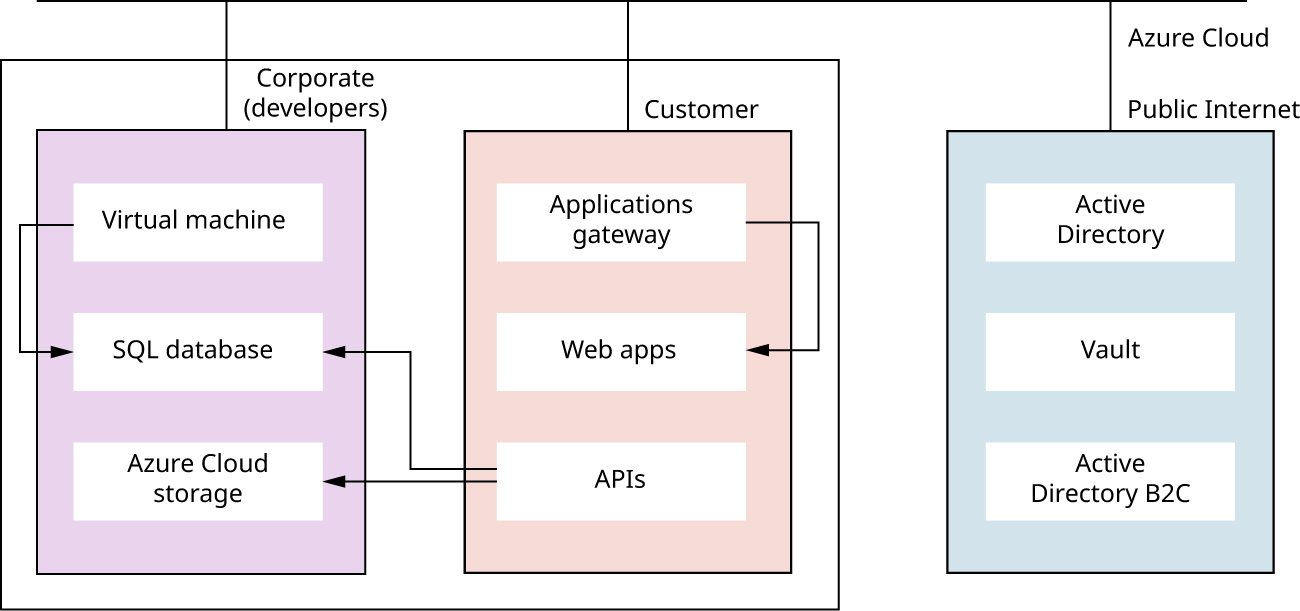 Azure Cloud
Corporate
(developers)
Customer
Public Internet
Virtual machine
SQL database
Azure Cloud
storage
Applications
gateway
Web apps
APIs
Active
Directory
Vault
Active
Directory B2C